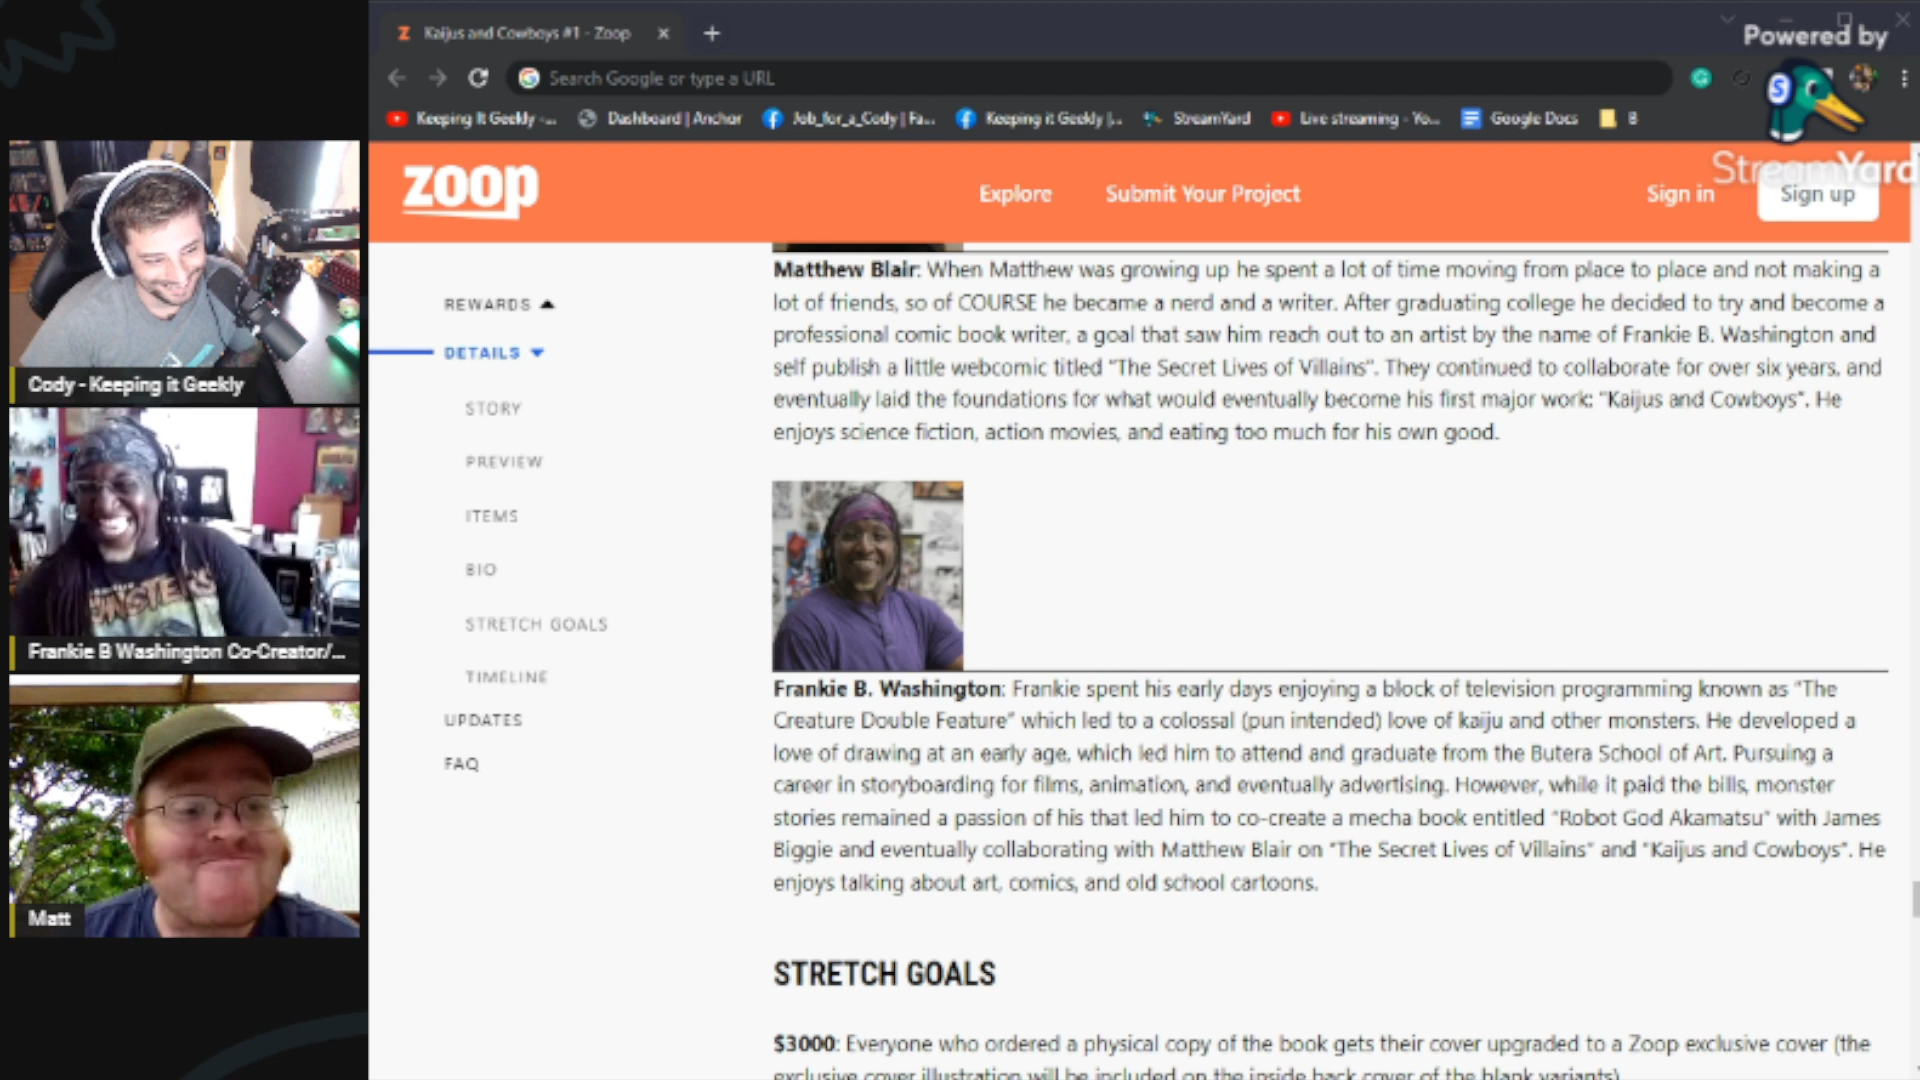 Kaijus and Cowboys #1 - Zoop
Powered by
StreamYard
Search Google or type a URL
Keeping It Geekly -...
Dashboard | Anchor
Job_for_a_Cody | Fa...
Keeping it Geekly |...
StreamYard
Live streaming - Yo...
Google Docs
B
zoop
Explore
Submit Your Project
Sign in
Sign up
REWARDS
DETAILS
STORY
PREVIEW
ITEMS
BIO
STRETCH GOALS
TIMELINE
UPDATES
FAQ
Cody - Keeping it Geekly
Frankie B Washington Co-Creator/...
Matt
Matthew Blair: When Matthew was growing up he spent a lot of time moving from place to place and not making a
lot of friends, so of COURSE he became a nerd and a writer. After graduating college he decided to try and become a
professional comic book writer, a goal that saw him reach out to an artist by the name of Frankie B. Washington and
self publish a little webcomic titled "The Secret Lives of Villains". They continued to collaborate for over six years, and
eventually laid the foundations for what would eventually become his first major work: "Kaijus and Cowboys". He
enjoys science fiction, action movies, and eating too much for his own good.
Frankie B. Washington: Frankie spent his early days enjoying a block of television programming known as "The
Creature Double Feature" which led to a colossal (pun intended) love of kaiju and other monsters. He developed a
love of drawing at an early age, which led him to attend and graduate from the Butera School of Art. Pursuing a
career in storyboarding for films, animation, and eventually advertising. However, while it paid the bills, monster
stories remained a passion of his that led him to co-create a mecha book entitled "Robot God Akamatsu" with James
Biggie and eventually collaborating with Matthew Blair on "The Secret Lives of Villains" and "Kaijus and Cowboys". He
enjoys talking about art, comics, and old school cartoons.
STRETCH GOALS
$3000: Everyone who ordered a physical copy of the book gets their cover upgraded to a Zoop exclusive cover (the
exclusive cover illustration will be included on the inside back cover of the blank variants)